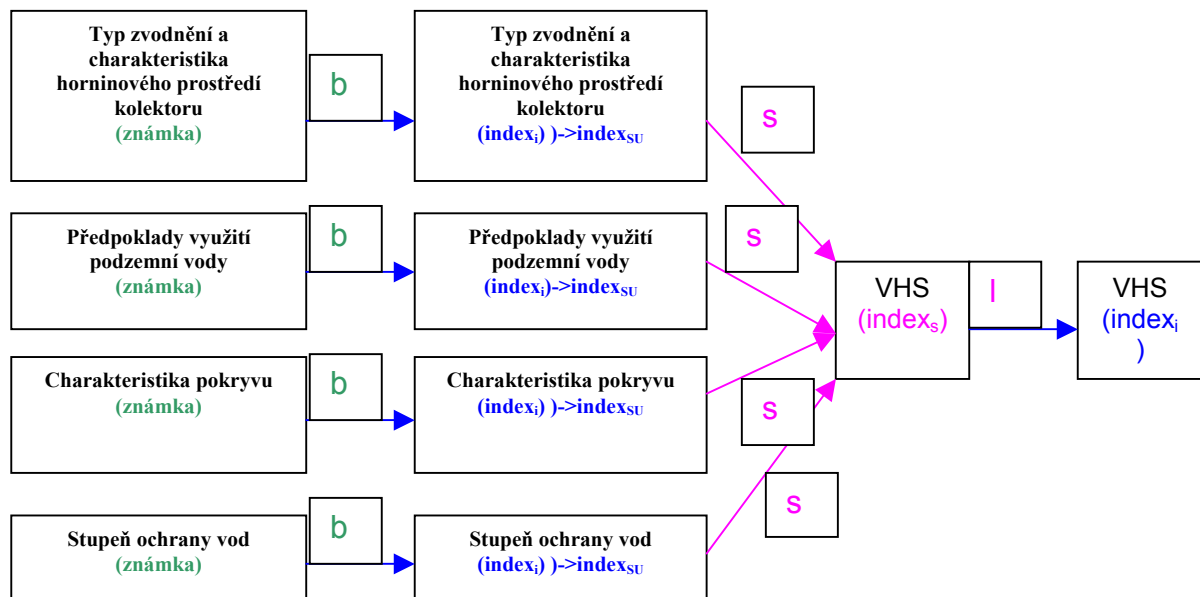 Typ zvodnění a
charakteristika
horninového prostředí
kolektoru
(známka)
b
Typ zvodnění a
charakteristika
horninového prostředí
kolektoru
(indexi) )->indexSU
s
Předpoklady využití
podzemní vody
(známka)
b
Předpoklady využití
podzemní vody
(indexi)->indexSU
s
Charakteristika pokryvu
(známka)
b
Charakteristika pokryvu
(indexi) )->indexSU
s
Stupeň ochrany vod
(známka)
b
Stupeň ochrany vod
(indexi) )->indexSU
s
VHS
(indexs)
I
VHS
(indexi
)